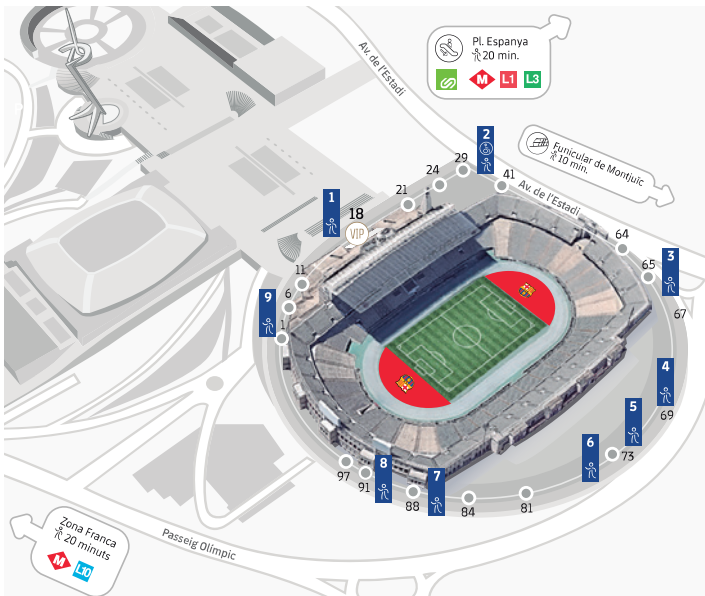 Av. de l'Estadi
Pl. Espanya
20 min.
M L1 L3
Funicular de Montjuïc
10 min.
Av. de l'Estadi
1
2
3
4
5
6
7
8
9
18
VIP
21
24
29
41
64
65
67
69
73
81
84
88
91
97
1
6
11
Passeig Olímpic
Zona Franca
20 minuts
M L10